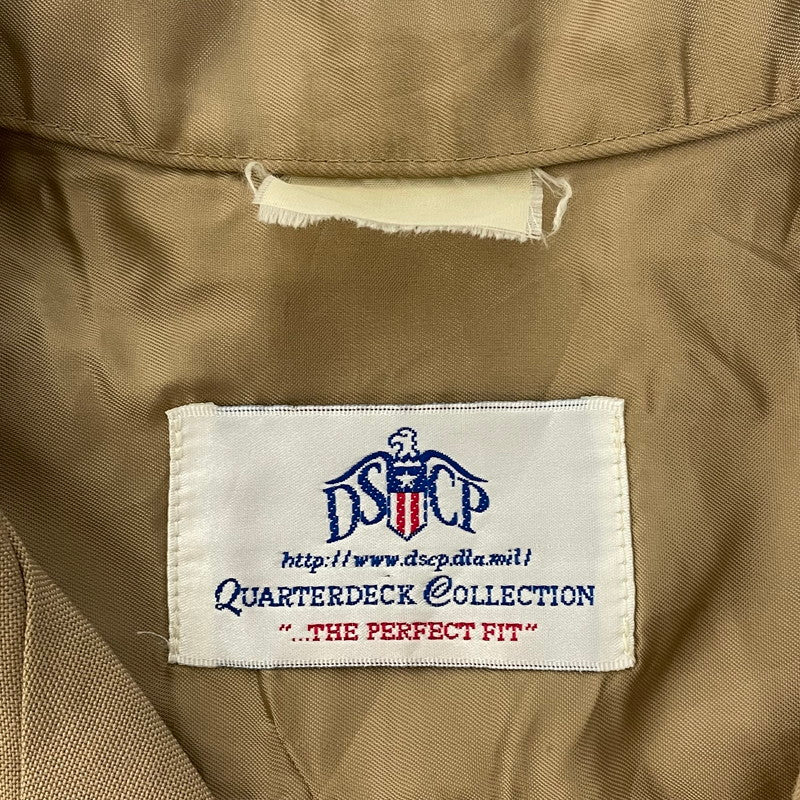 DSCP
http://www.dscp.dla.mil/
QUARTERDECK COLLECTION
"...THE PERFECT FIT"